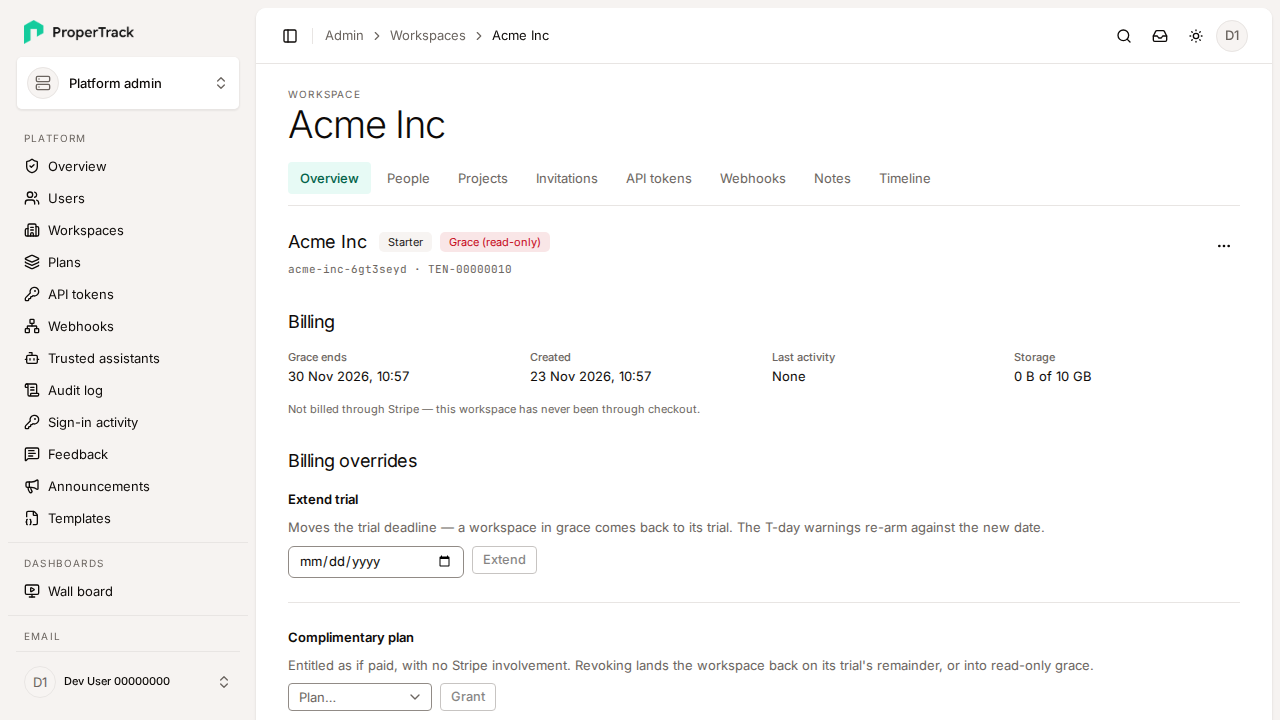 ProperTrack
Platform admin
PLATFORM
Overview
Users
Workspaces
Plans
API tokens
Webhooks
Trusted assistants
Audit log
Sign-in activity
Feedback
Announcements
Templates
DASHBOARDS
Wall board
EMAIL
D1 Dev User 00000000
Admin Workspaces Acme Inc
D1
WORKSPACE
Acme Inc
Overview People Projects Invitations API tokens Webhooks Notes Timeline
Acme Inc Starter Grace (read-only)
acme-inc-6gt3seyd · TEN-00000010
Billing
Grace ends Created Last activity Storage
30 Nov 2026, 10:57 23 Nov 2026, 10:57 None 0 B of 10 GB
Not billed through Stripe — this workspace has never been through checkout.
Billing overrides
Extend trial
Moves the trial deadline — a workspace in grace comes back to its trial. The T-day warnings re-arm against the new date.
mm/dd/yyyy Extend
Complimentary plan
Entitled as if paid, with no Stripe involvement. Revoking lands the workspace back on its trial's remainder, or into read-only grace.
Plan... Grant